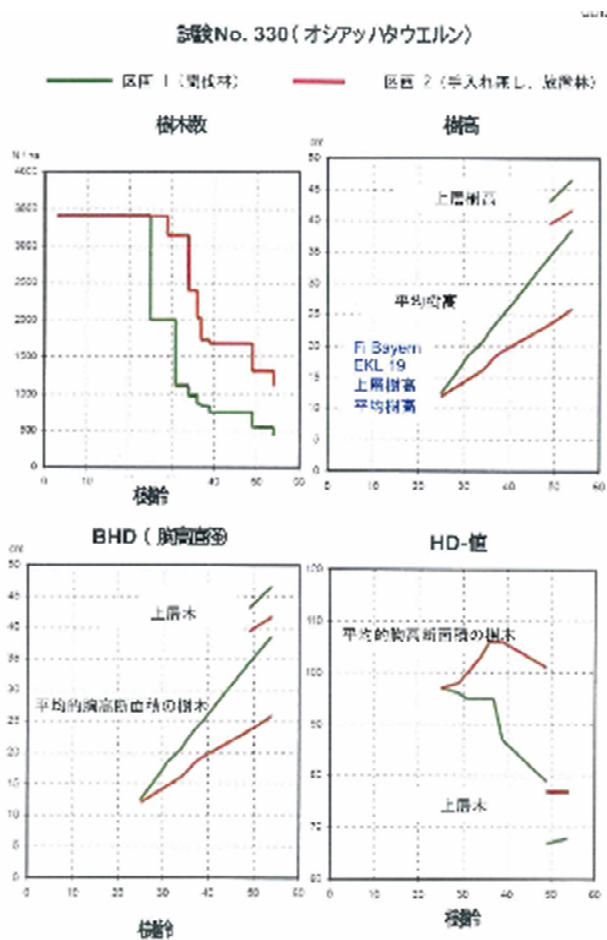 試験No. 330(オシアッハタウエルン)
区画 1(間伐林)
区画 2(手入れ無し、放置林)
樹木数
樹高
N / ha
cm
4000
3000
2000
500
0
0
10
20
30
40
50
60
樹齢
50
45
40
35
30
25
20
15
10
5
0
上層樹高
平均樹高
Fi Bayern
EKL 19
上層樹高
平均樹高
0
10
20
30
40
50
60
樹齢
BHD(胸高直径)
HD-値
cm
50
45
40
35
30
25
20
15
10
5
0
上層木
平均的胸高断面積の樹木
0
10
20
30
40
50
60
樹齢
120
110
100
90
80
70
60
平均的胸高断面積の樹木
上層木
0
10
20
30
40
50
60
樹齢